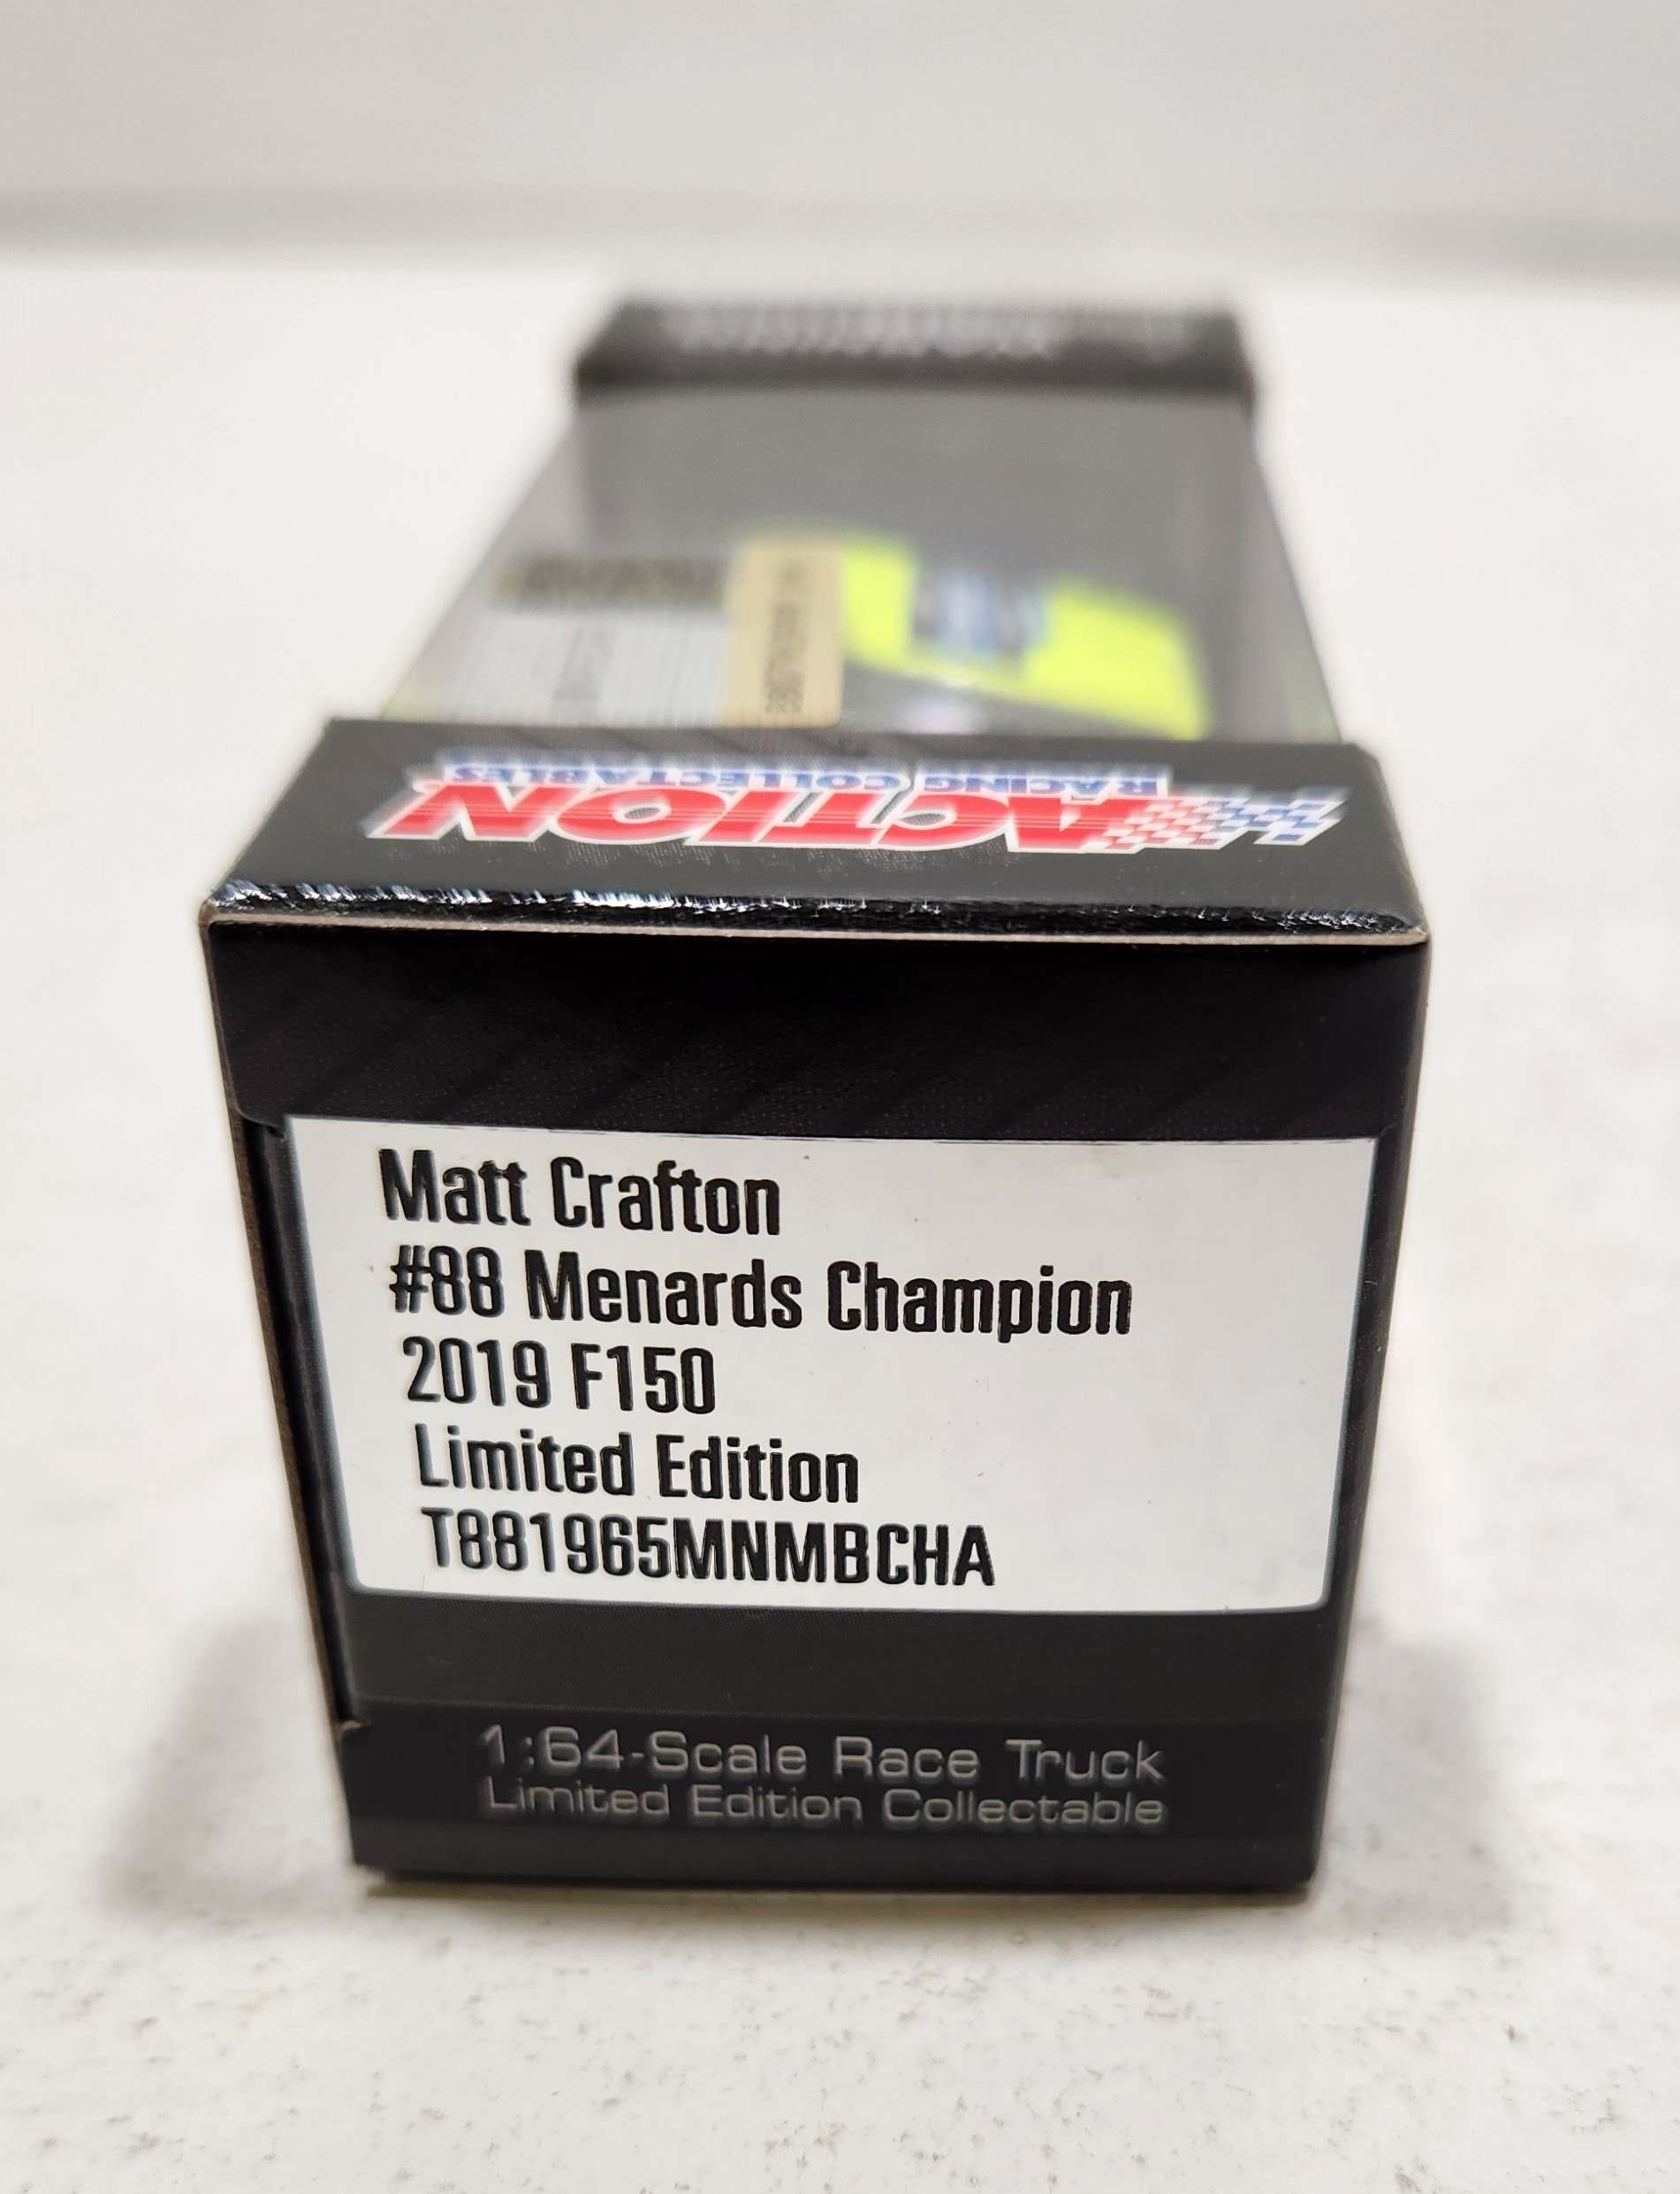 ACTION
RACING COLLECTABLES
Matt Crafton
#88 Menards Champion
2019 F150
Limited Edition
T881965MNMBCHA
1:64-Scale Race Truck
Limited Edition Collectable